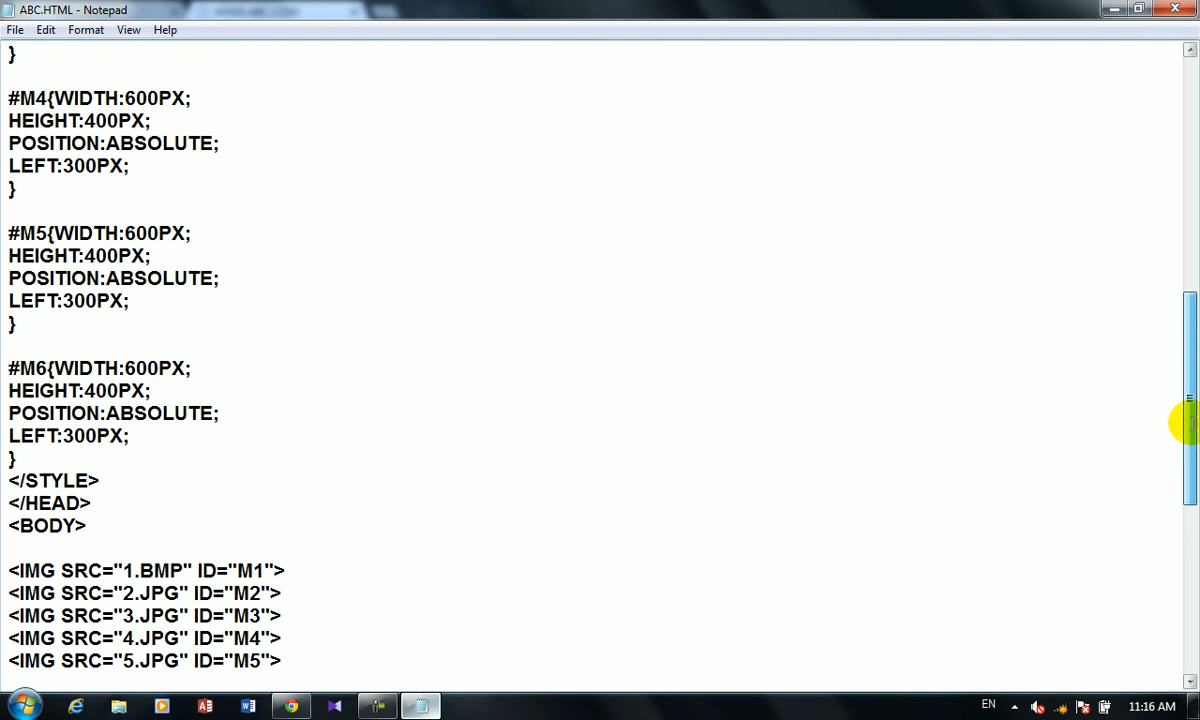 ABC.HTML - Notepad
File Edit Format View Help
}
#M4{WIDTH:600PX;
HEIGHT:400PX;
POSITION:ABSOLUTE;
LEFT:300PX;
}
#M5{WIDTH:600PX;
HEIGHT:400PX;
POSITION:ABSOLUTE;
LEFT:300PX;
}
#M6{WIDTH:600PX;
HEIGHT:400PX;
POSITION:ABSOLUTE;
LEFT:300PX;
}
</STYLE>
</HEAD>
<BODY>
<IMG SRC="1.BMP" ID="M1">
<IMG SRC="2.JPG" ID="M2">
<IMG SRC="3.JPG" ID="M3">
<IMG SRC="4.JPG" ID="M4">
<IMG SRC="5.JPG" ID="M5">
EN 11:16 AM